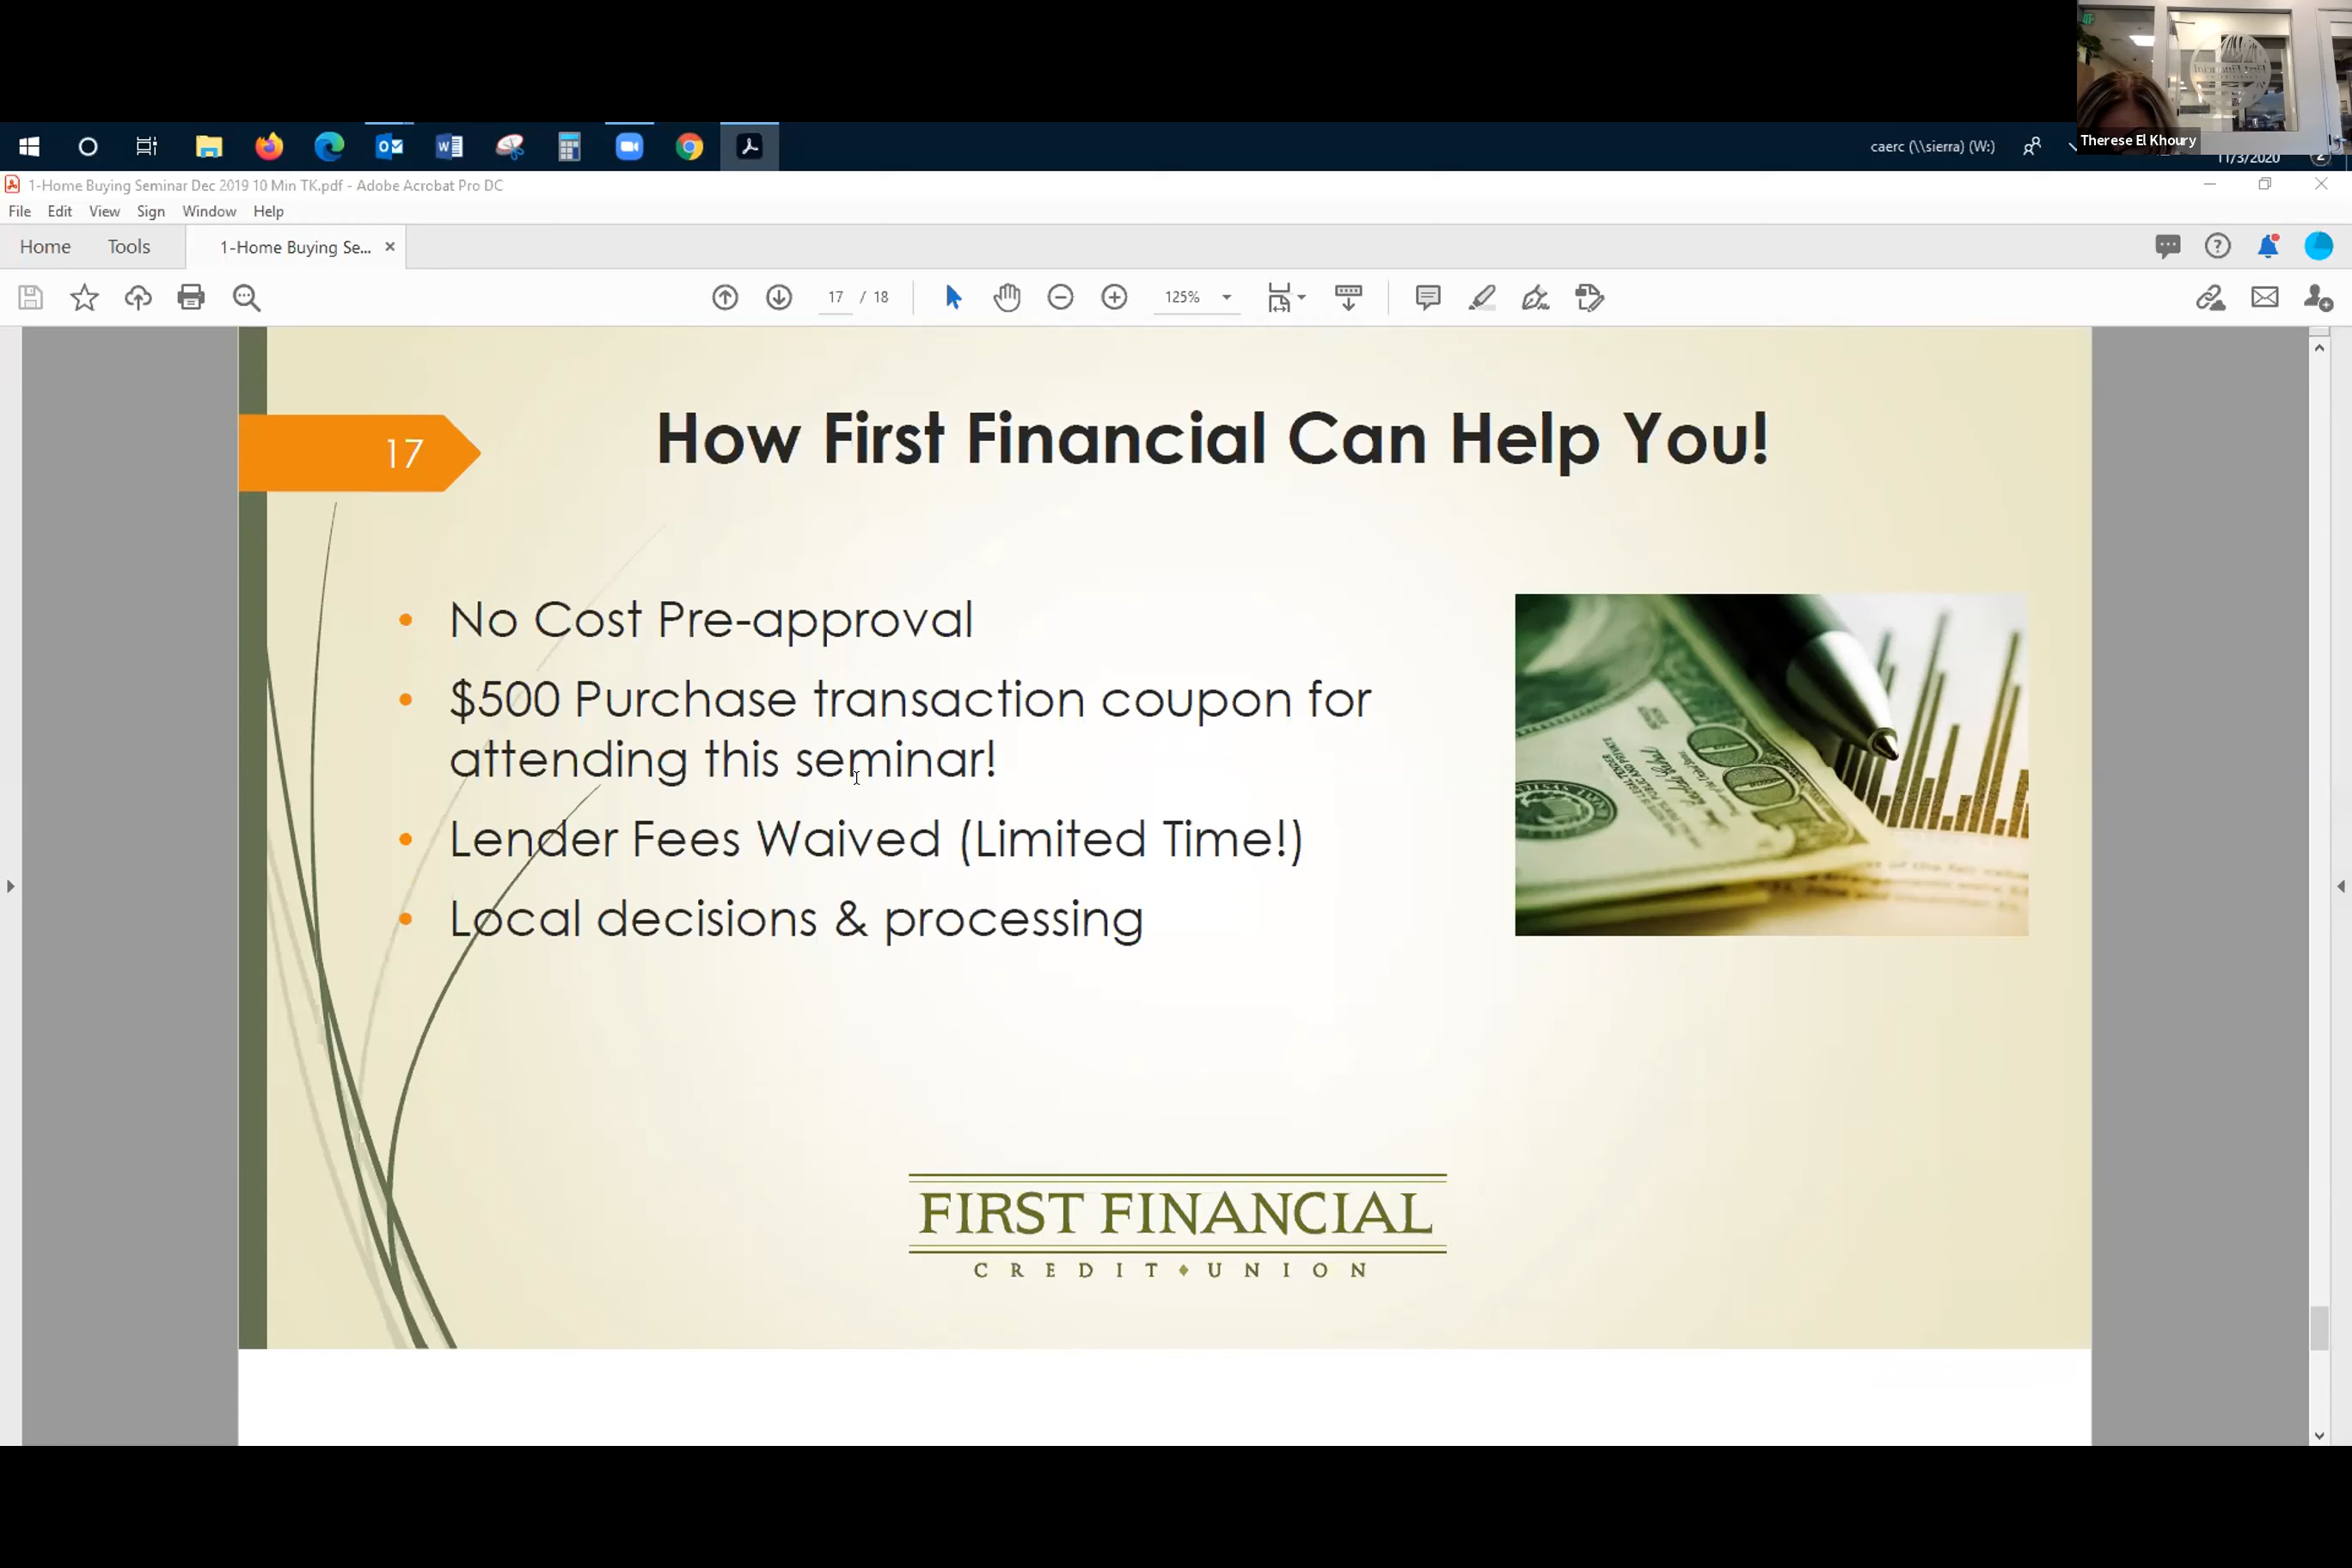 Therese El Khoury
caerc (\\sierra) (W:)
11/3/2020
1-Home Buying Seminar Dec 2019 10 Min TK.pdf - Adobe Acrobat Pro DC
File Edit View Sign Window Help
Home Tools 1-Home Buying Se...
17 / 18 125%
17
How First Financial Can Help You!
No Cost Pre-approval
$500 Purchase transaction coupon for
attending this seminar!
Lender Fees Waived (Limited Time!)
Local decisions & processing
100
FIRST FINANCIAL
CREDIT UNION